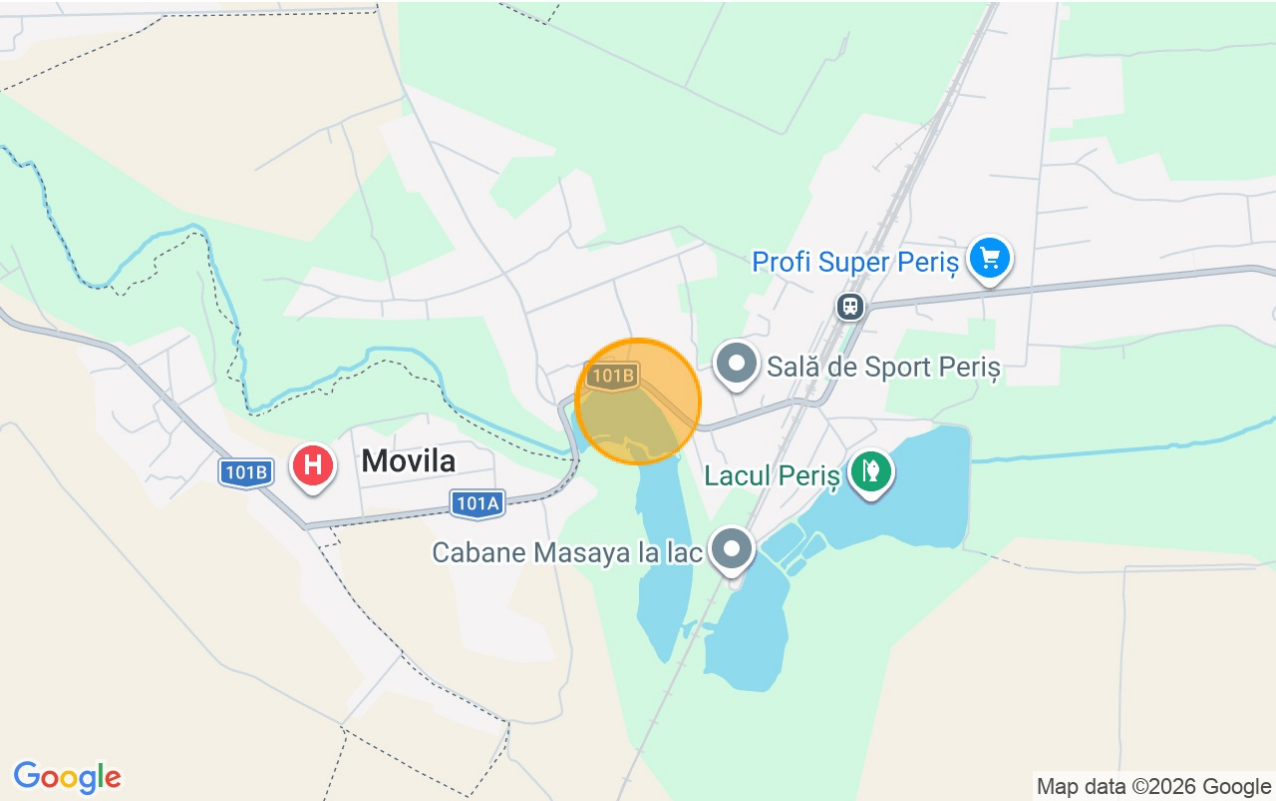 Profi Super Periș
101B
Sală de Sport Periș
101B
H
Movila
Lacul Periș
101A
Cabane Masaya la lac
Google
Map data ©2026 Google